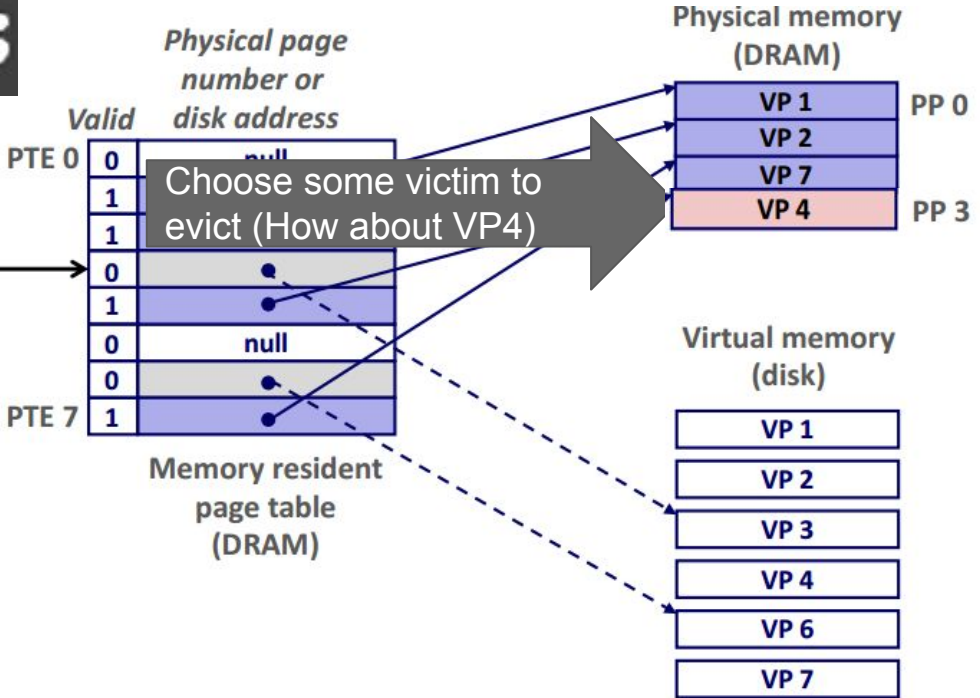 Physical page
number or
disk address
Valid
PTE 0
0
null
1
1
0
1
0
null
0
PTE 7
1
Memory resident
page table
(DRAM)
Choose some victim to
evict (How about VP4)
Physical memory
(DRAM)
VP 1
PP 0
VP 2
VP 7
VP 4
PP 3
Virtual memory
(disk)
VP 1
VP 2
VP 3
VP 4
VP 6
VP 7